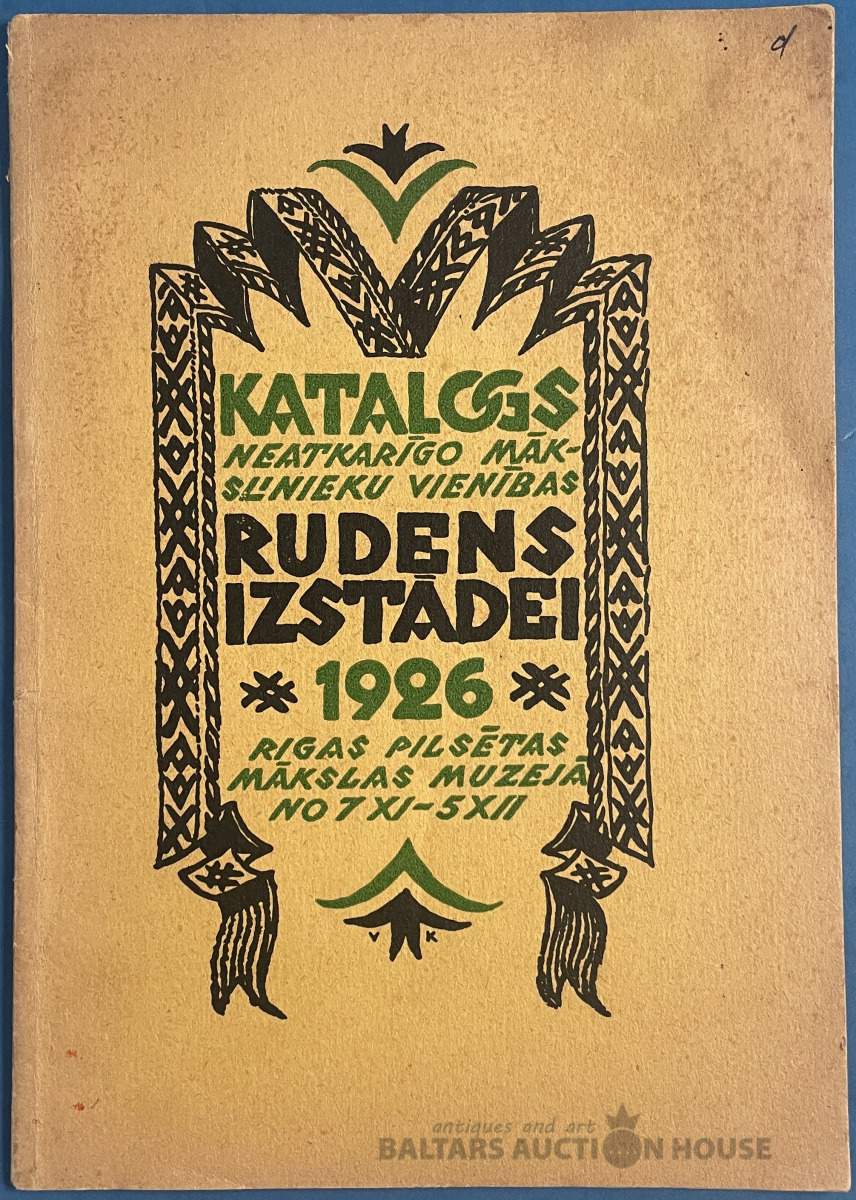 d
KATALOGS
NEATKARĪGO MĀK-
SLINIEKU VIENĪBAS
RUDENS
IZSTĀDEI
1926
RIGAS PILSĒTAS
MĀKSLAS MUZEJĀ
NO 7 XI-5 XII
V K
antiques and art
BALTARS AUCTION HOUSE